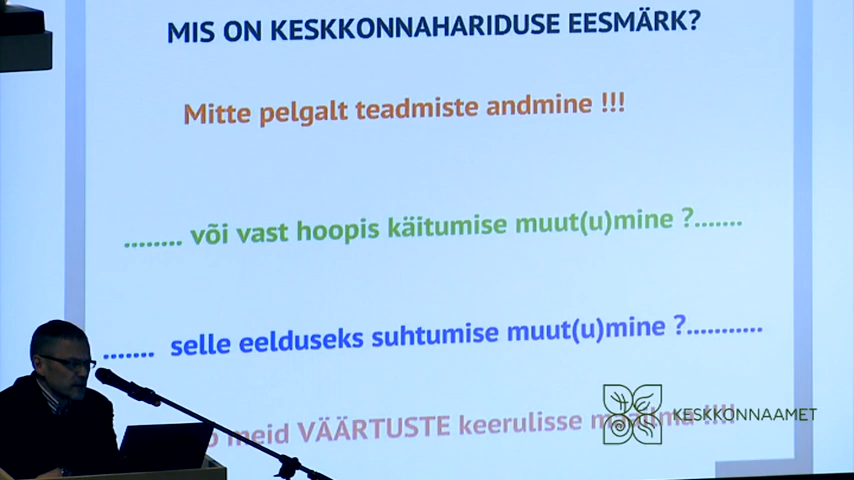 MIS ON KESKKONNAHARIDUSE EESMÄRK?
Mitte pelgalt teadmiste andmine !!!
........ või vast hoopis käitumise muut(u)mine ?.......
....... selle eelduseks suhtumise muut(u)mine ?...........
meid VÄÄRTUSTE keerulisse maailma !!!!
KESKKONNAAMET